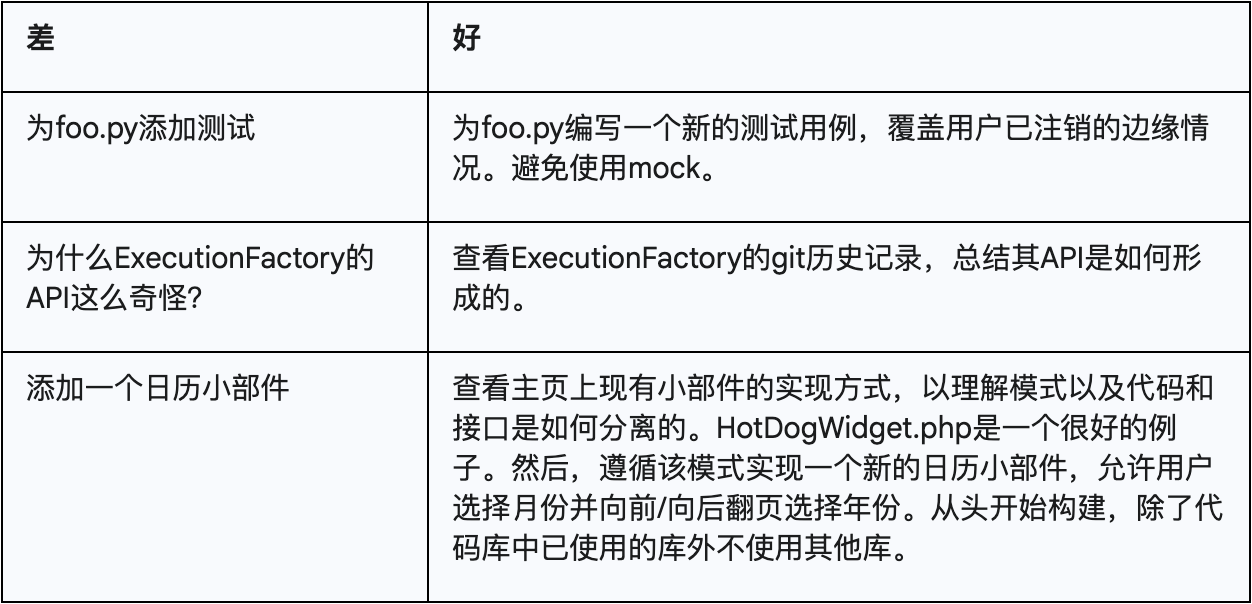 差
好
为foo.py添加测试
为foo.py编写一个新的测试用例，覆盖用户已注销的边缘情
况。避免使用mock。
为什么ExecutionFactory的
API这么奇怪？
查看ExecutionFactory的git历史记录，总结其API是如何形
成的。
添加一个日历小部件
查看主页上现有小部件的实现方式，以理解模式以及代码和
接口是如何分离的。HotDogWidget.php是一个很好的例
子。然后，遵循该模式实现一个新的日历小部件，允许用户
选择月份并向前/向后翻页选择年份。从头开始构建，除了代
码库中已使用的库外不使用其他库。